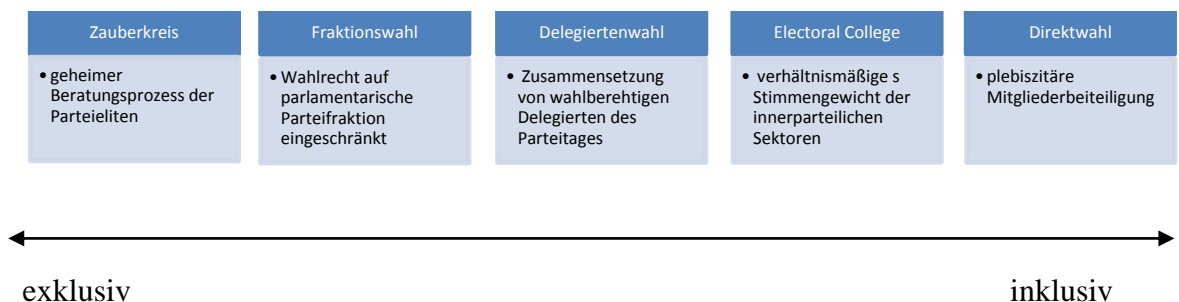 Zauberkreis
• geheimer
Beratungsprozess der
Parteieliten
Fraktionswahl
• Wahlrecht auf
parlamentarische
Parteifraktion
eingeschränkt
Delegiertenwahl
• Zusammensetzung
von wahlberehtigen
Delegierten des
Parteitages
Electoral College
• verhältnismäßige s
Stimmengewicht der
innerparteilichen
Sektoren
Direktwahl
• plebiszitäre
Mitgliederbeiteiligung
exklusiv
inklusiv